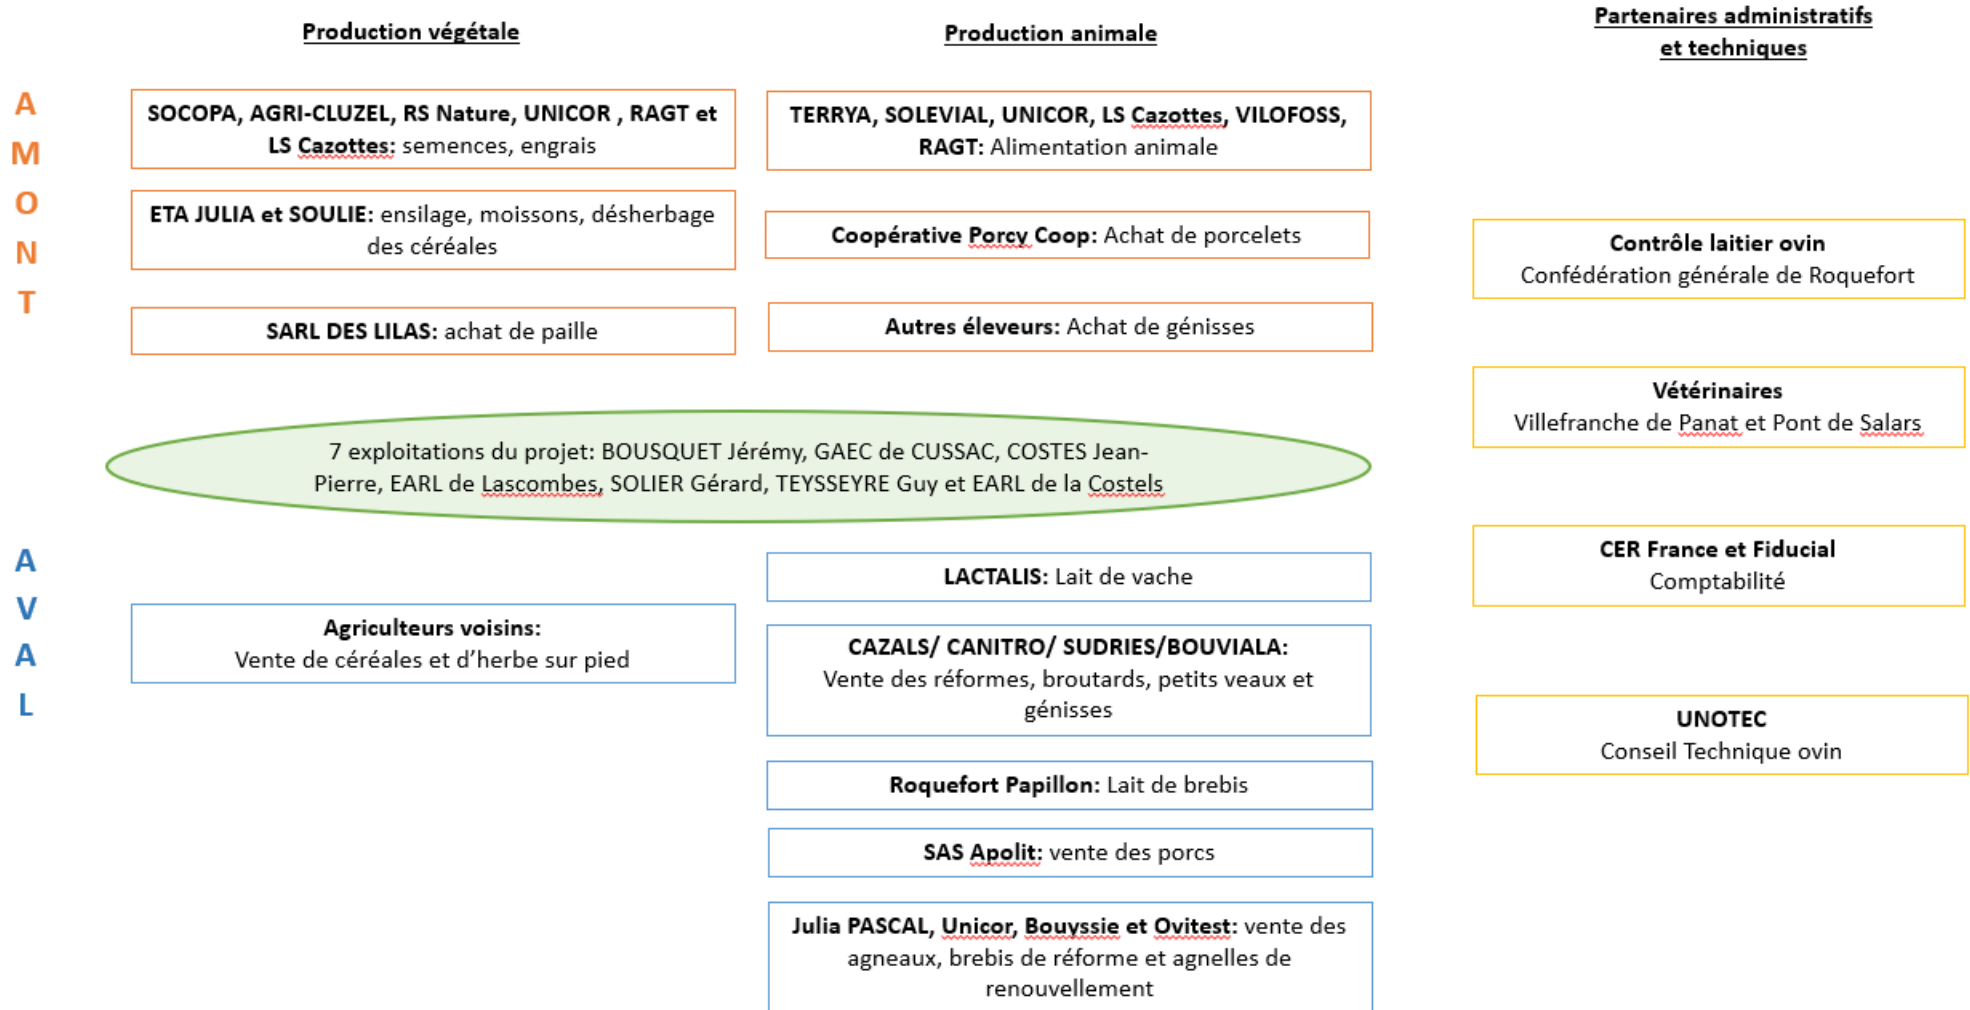 Production végétale
Production animale
Partenaires administratifs
et techniques
A
M
O
N
T
SOCOPA, AGRI-CLUZEL, RS Nature, UNICOR , RAGT et
LS Cazottes: semences, engrais
ETA JULIA et SOULIE: ensilage, moissons, désherbage
des céréales
SARL DES LILAS: achat de paille
TERRYA, SOLEVIAL, UNICOR, LS Cazottes, VILOFOSS,
RAGT: Alimentation animale
Coopérative Porcy Coop: Achat de porcelets
Autres éleveurs: Achat de génisses
7 exploitations du projet: BOUSQUET Jérémy, GAEC de CUSSAC, COSTES Jean-
Pierre, EARL de Lascombes, SOLIER Gérard, TEYSSEYRE Guy et EARL de la Costels
A
V
A
L
Agriculteurs voisins:
Vente de céréales et d’herbe sur pied
LACTALIS: Lait de vache
CAZALS/ CANITRO/ SUDRIES/BOUVIALA:
Vente des réformes, broutards, petits veaux et
génisses
Roquefort Papillon: Lait de brebis
SAS Apolit: vente des porcs
Julia PASCAL, Unicor, Bouyssie et Ovitest: vente des
agneaux, brebis de réforme et agnelles de
renouvellement
Contrôle laitier ovin
Confédération générale de Roquefort
Vétérinaires
Villefranche de Panat et Pont de Salars
CER France et Fiducial
Comptabilité
UNOTEC
Conseil Technique ovin